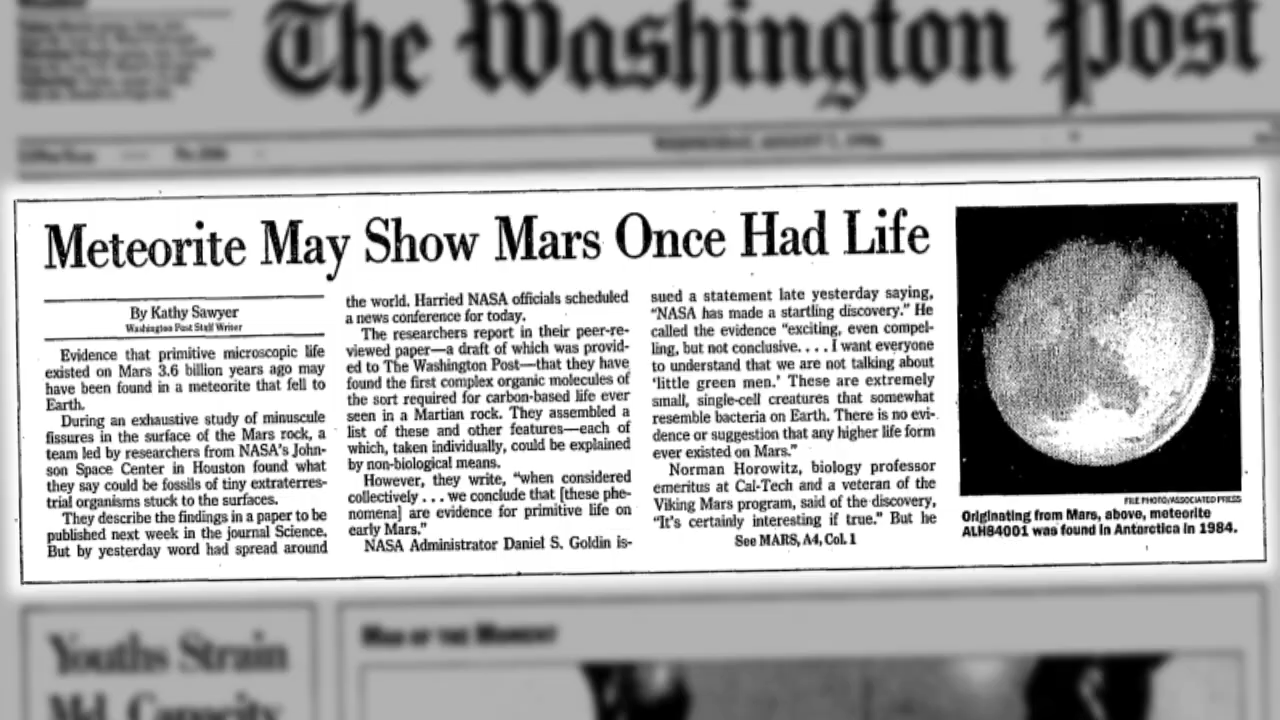 The Washington Post
WEDNESDAY, AUGUST 7, 1996
Meteorite May Show Mars Once Had Life
By Kathy Sawyer
Washington Post Staff Writer
Evidence that primitive microscopic life
existed on Mars 3.6 billion years ago may
have been found in a meteorite that fell to
Earth.
During an exhaustive study of minuscule
fissures in the surface of the Mars rock, a
team led by researchers from NASA's John-
son Space Center in Houston found what
they say could be fossils of tiny extraterres-
trial organisms stuck to the surfaces.
They describe the findings in a paper to be
published next week in the journal Science.
But by yesterday word had spread around
the world. Harried NASA officials scheduled
a news conference for today.
The researchers report in their peer-re-
viewed paper—a draft of which was provid-
ed to The Washington Post—that they have
found the first complex organic molecules of
the sort required for carbon-based life ever
seen in a Martian rock. They assembled a
list of these and other features—each of
which, taken individually, could be explained
by non-biological means.
However, they write, "when considered
collectively . . . we conclude that [these phe-
nomena] are evidence for primitive life on
early Mars."
NASA Administrator Daniel S. Goldin is-
sued a statement late yesterday saying,
"NASA has made a startling discovery." He
called the evidence "exciting, even compel-
ling, but not conclusive. . . . I want everyone
to understand that we are not talking about
'little green men.' These are extremely
small, single-cell creatures that somewhat
resemble bacteria on Earth. There is no evi-
dence or suggestion that any higher life form
ever existed on Mars."
Norman Horowitz, biology professor
emeritus at Cal-Tech and a veteran of the
Viking Mars program, said of the discovery,
"It's certainly interesting if true." But he
See MARS, A4, Col. 1
FILE PHOTO/ASSOCIATED PRESS
Originating from Mars, above, meteorite
ALH84001 was found in Antarctica in 1984.
Youths Strain
Md. Capacity
MAN OF THE MOMENT